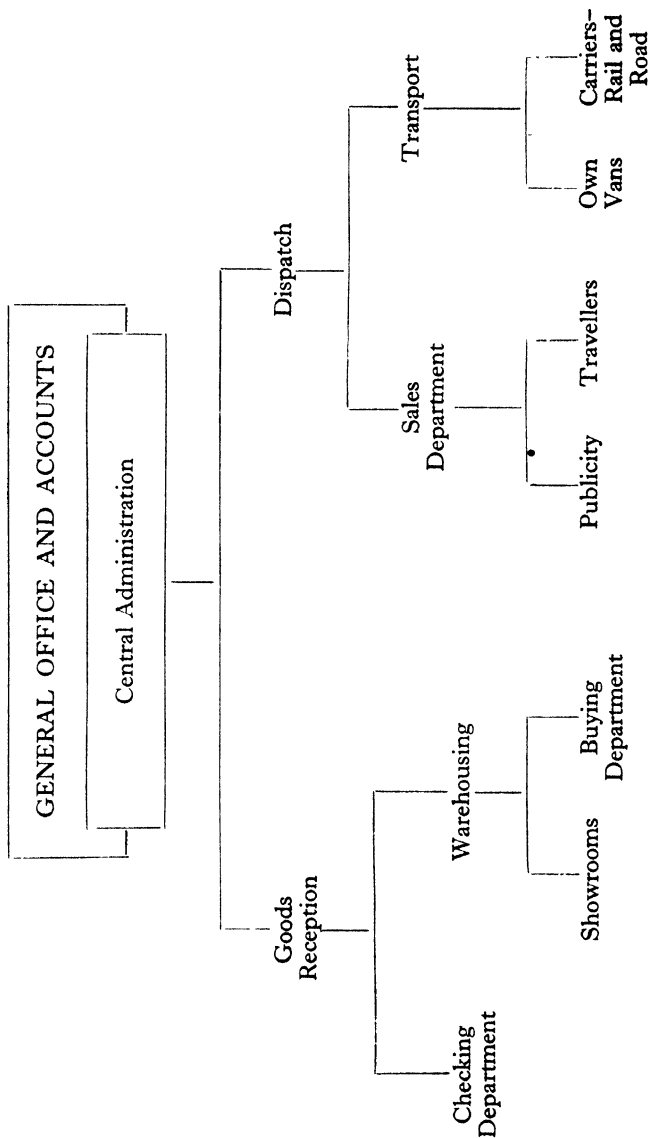 GENERAL OFFICE AND ACCOUNTS
Central Administration
Goods
Reception
Dispatch
Checking
Department
Warehousing
Sales
Department
Transport
Showrooms
Buying
Department
Publicity
Travellers
Own
Vans
Carriers–
Rail and
Road